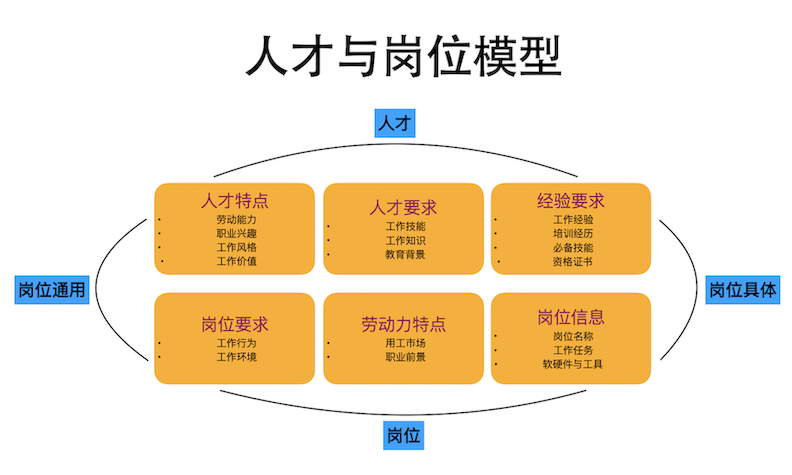 人才与岗位模型
人才
人才特点
• 劳动能力
• 职业兴趣
• 工作风格
• 工作价值
人才要求
• 工作技能
• 工作知识
• 教育背景
经验要求
• 工作经验
• 培训经历
• 必备技能
• 资格证书
岗位通用
岗位具体
岗位要求
• 工作行为
• 工作环境
劳动力特点
• 用工市场
• 职业前景
岗位信息
• 岗位名称
• 工作任务
• 软硬件与工具
岗位